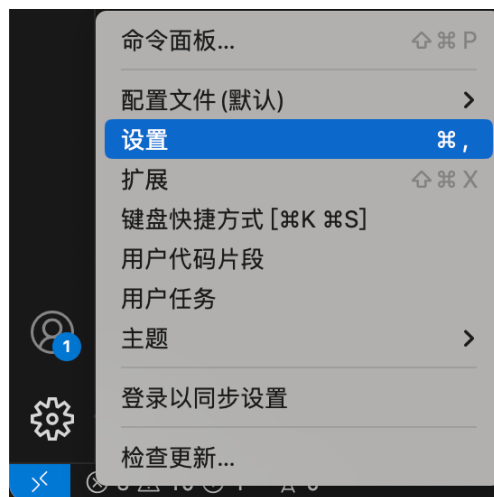 命令面板... ⇧⌘P
配置文件(默认)
设置 ⌘,
扩展 ⇧⌘X
键盘快捷方式 [⌘K ⌘S]
用户代码片段
用户任务
主题
1
登录以同步设置
检查更新...